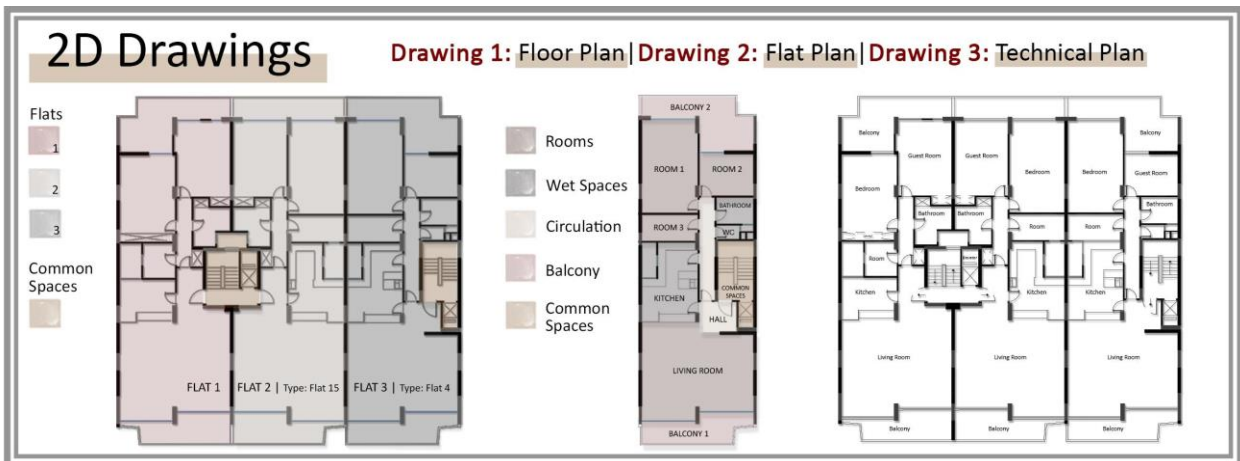 2D Drawings
Drawing 1: Floor Plan|Drawing 2: Flat Plan|Drawing 3: Technical Plan
Flats
1
2
3
Common
Spaces
FLAT 1
FLAT 2 | Type: Flat 15
FLAT 3 | Type: Flat 4
Rooms
Wet Spaces
Circulation
Balcony
Common
Spaces
BALCONY 2
ROOM 1
ROOM 2
BATHROOM
ROOM 3
WC
KITCHEN
COMMON
SPACES
HALL
LIVING ROOM
BALCONY 1
Balcony
Balcony
Guest Room
Guest Room
Bedroom
Bedroom
Guest Room
Bedroom
Bathroom
Bathroom
Bathroom
Room
Room
Room
Kitchen
Kitchen
Kitchen
Living Room
Living Room
Living Room
Balcony
Balcony
Balcony